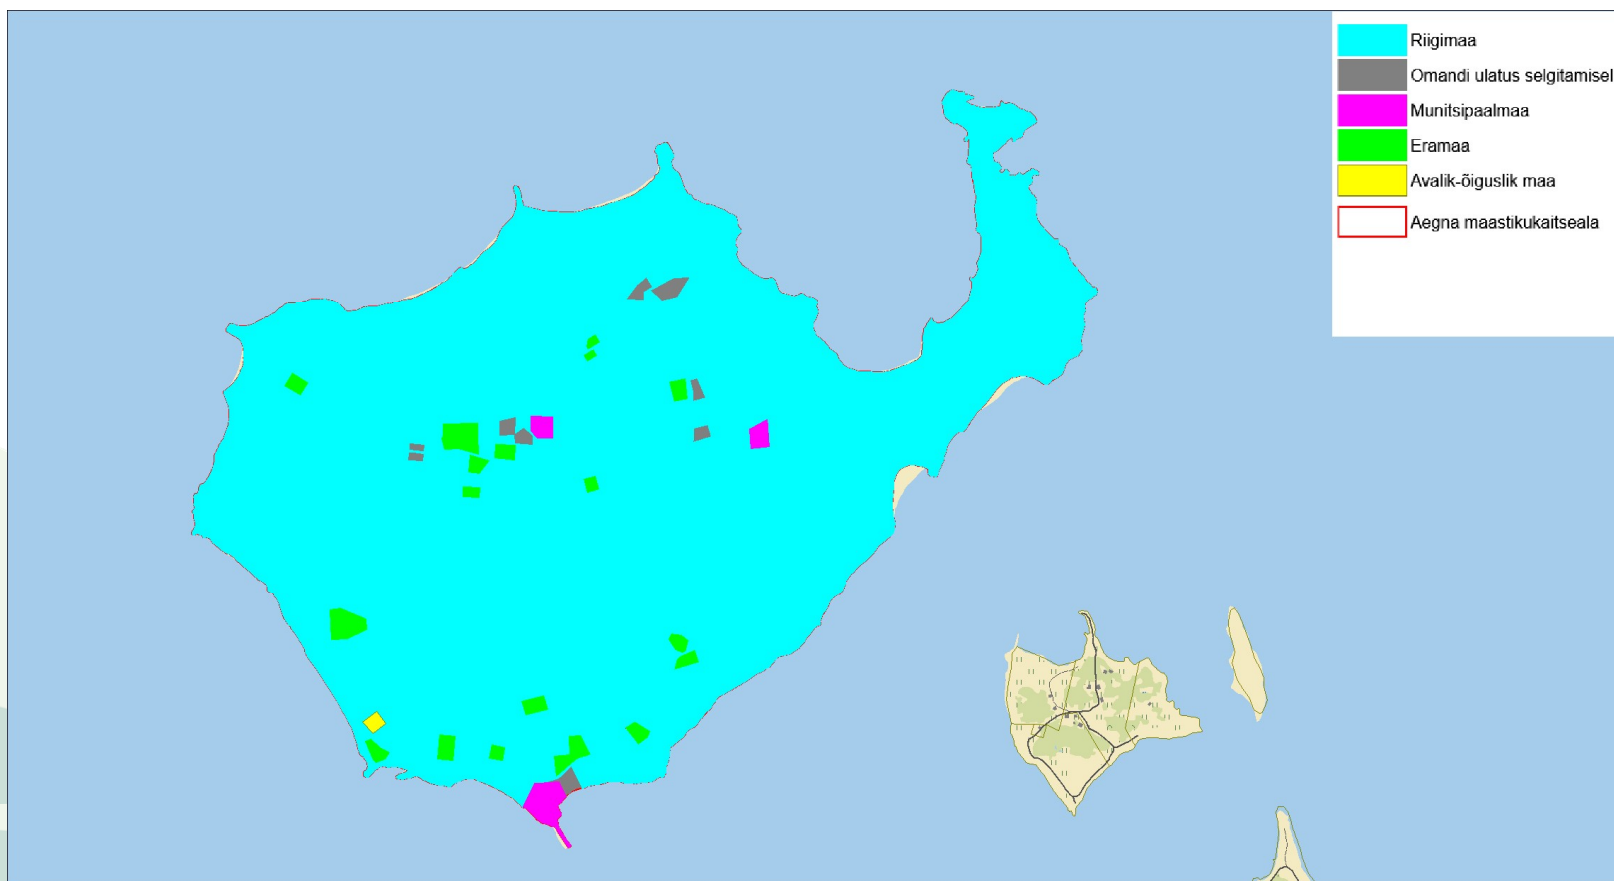 Riigimaa
Omandi ulatus selgitamisel
Munitsipaalmaa
Eramaa
Avalik-õiguslik maa
Aegna maastikukaitseala